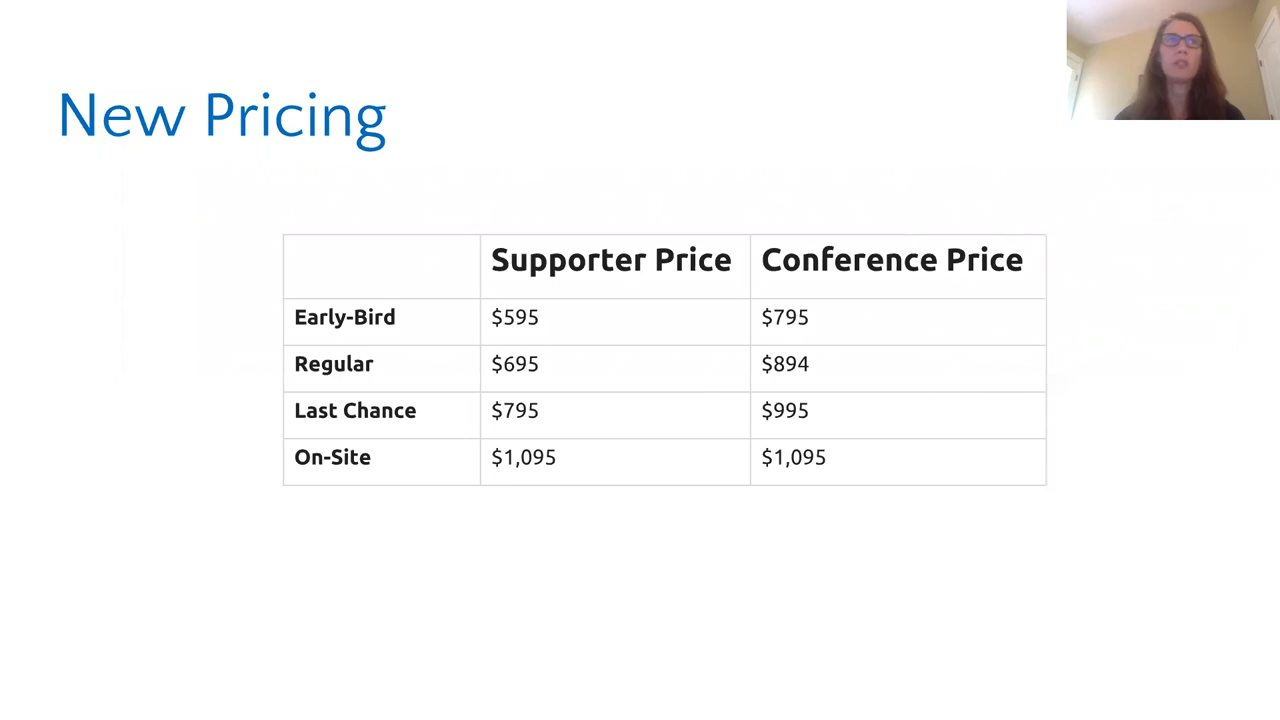 New Pricing
Supporter Price Conference Price
Early-Bird $595 $795
Regular $695 $894
Last Chance $795 $995
On-Site $1,095 $1,095